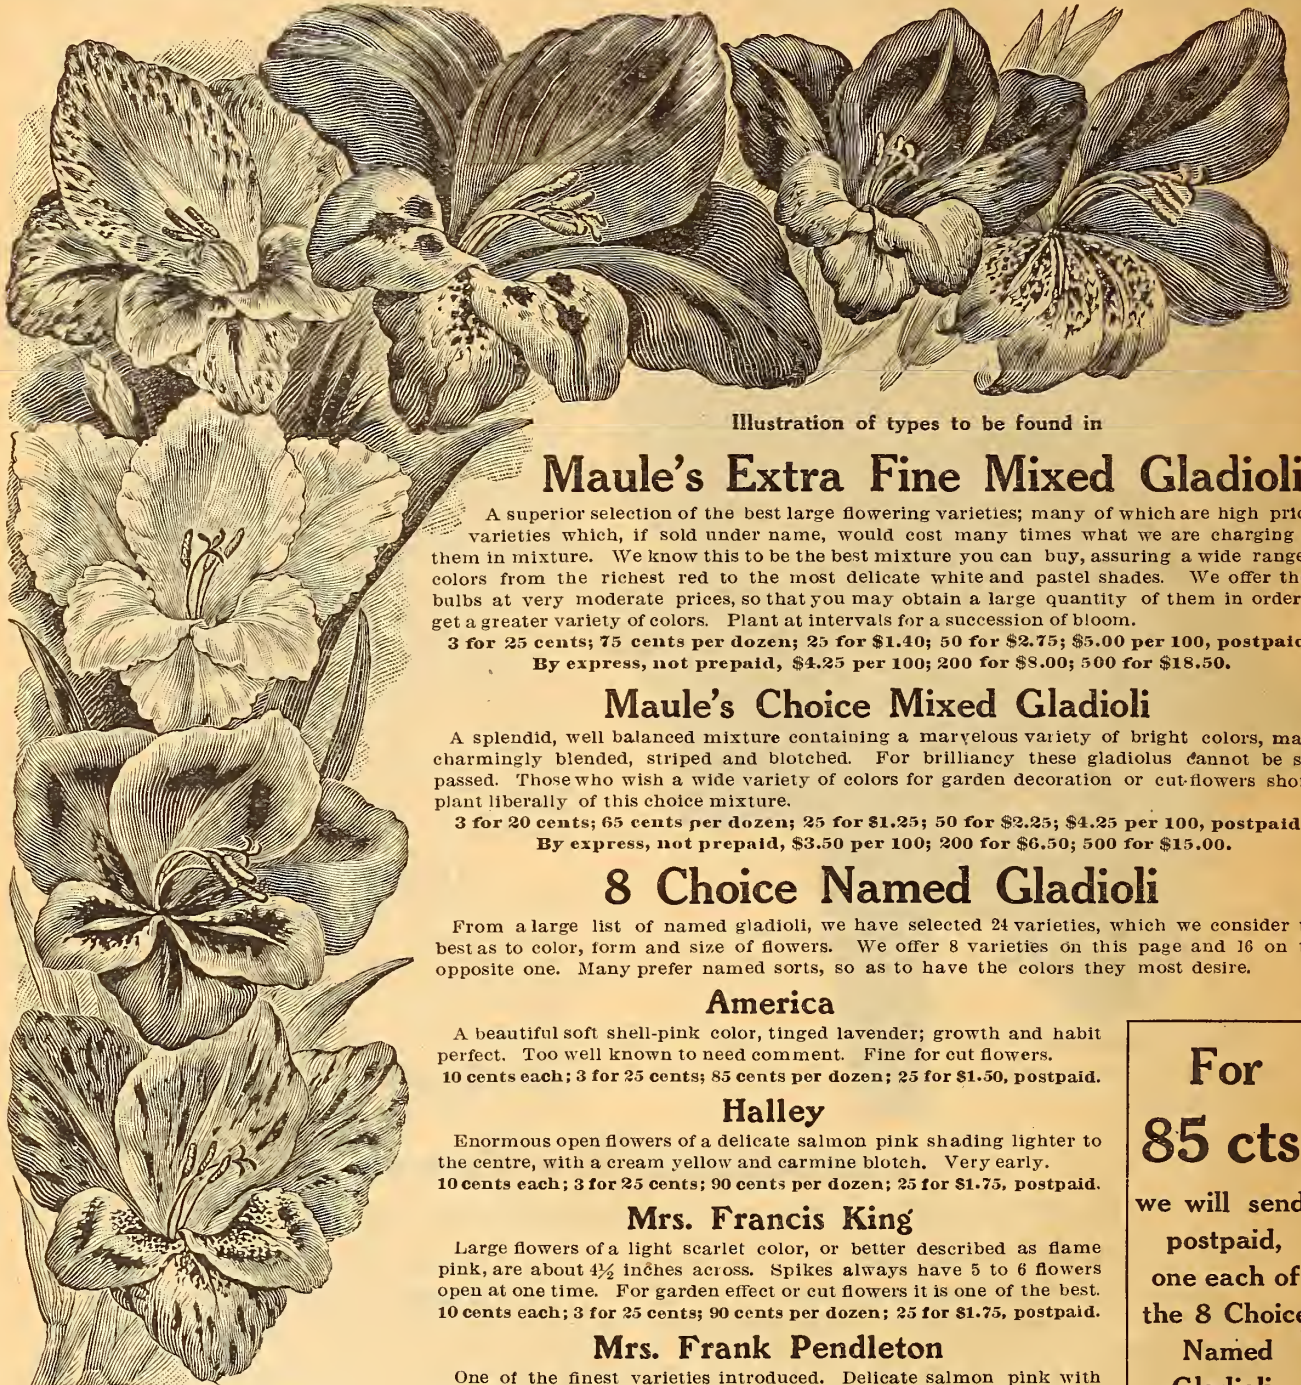 Illustration of types to be found in
Maule's Extra Fine Mixed Gladioli
A superior selection of the best large flowering varieties; many of which are high
varieties which, if sold under name, would cost many times what we are charging
them in mixture. We know this to be the best mixture you can buy, assuring a wide range
colors from the richest red to the most delicate white and pastel shades. We offer
bulbs at very moderate prices, so that you may obtain a large quantity of them in order
get a greater variety of colors. Plant at intervals for a succession of bloom.
3 for 25 cents; 75 cents per dozen; 25 for $1.40; 50 for $2.75; $5.00 per 100, postpaid
By express, not prepaid, $4.25 per 100; 200 for $8.00; 500 for $18.50.
Maule's Choice Mixed Gladioli
A splendid, well balanced mixture containing a marvelous variety of bright colors,
charmingly blended, striped and blotched. For brilliancy these gladiolus cannot be
passed. Those who wish a wide variety of colors for garden decoration or cut-flowers
plant liberally of this choice mixture.
3 for 20 cents; 65 cents per dozen; 25 for $1.25; 50 for $2.25; $4.25 per 100, postpaid
By express, not prepaid, $3.50 per 100; 200 for $6.50; 500 for $15.00.
8 Choice Named Gladioli
From a large list of named gladioli, we have selected 24 varieties, which we consider
best as to color, form and size of flowers. We offer 8 varieties on this page and 16 on
opposite one. Many prefer named sorts, so as to have the colors they most desire.
America
A beautiful soft shell-pink color, tinged lavender; growth and habit
perfect. Too well known to need comment. Fine for cut flowers.
10 cents each; 3 for 25 cents; 85 cents per dozen; 25 for $1.50, postpaid.
Halley
Enormous open flowers of a delicate salmon pink shading lighter to
the centre, with a cream yellow and carmine blotch. Very early.
10 cents each; 3 for 25 cents; 90 cents per dozen; 25 for $1.75, postpaid.
Mrs. Francis King
Large flowers of a light scarlet color, or better described as flame
pink, are about 4½ inches across. Spikes always have 5 to 6 flowers
open at one time. For garden effect or cut flowers it is one of the best.
10 cents each; 3 for 25 cents; 90 cents per dozen; 25 for $1.75, postpaid.
Mrs. Frank Pendleton
One of the finest varieties introduced. Delicate salmon pink with
For
85 cts
we will send
postpaid,
one each of
the 8 Choice
Named